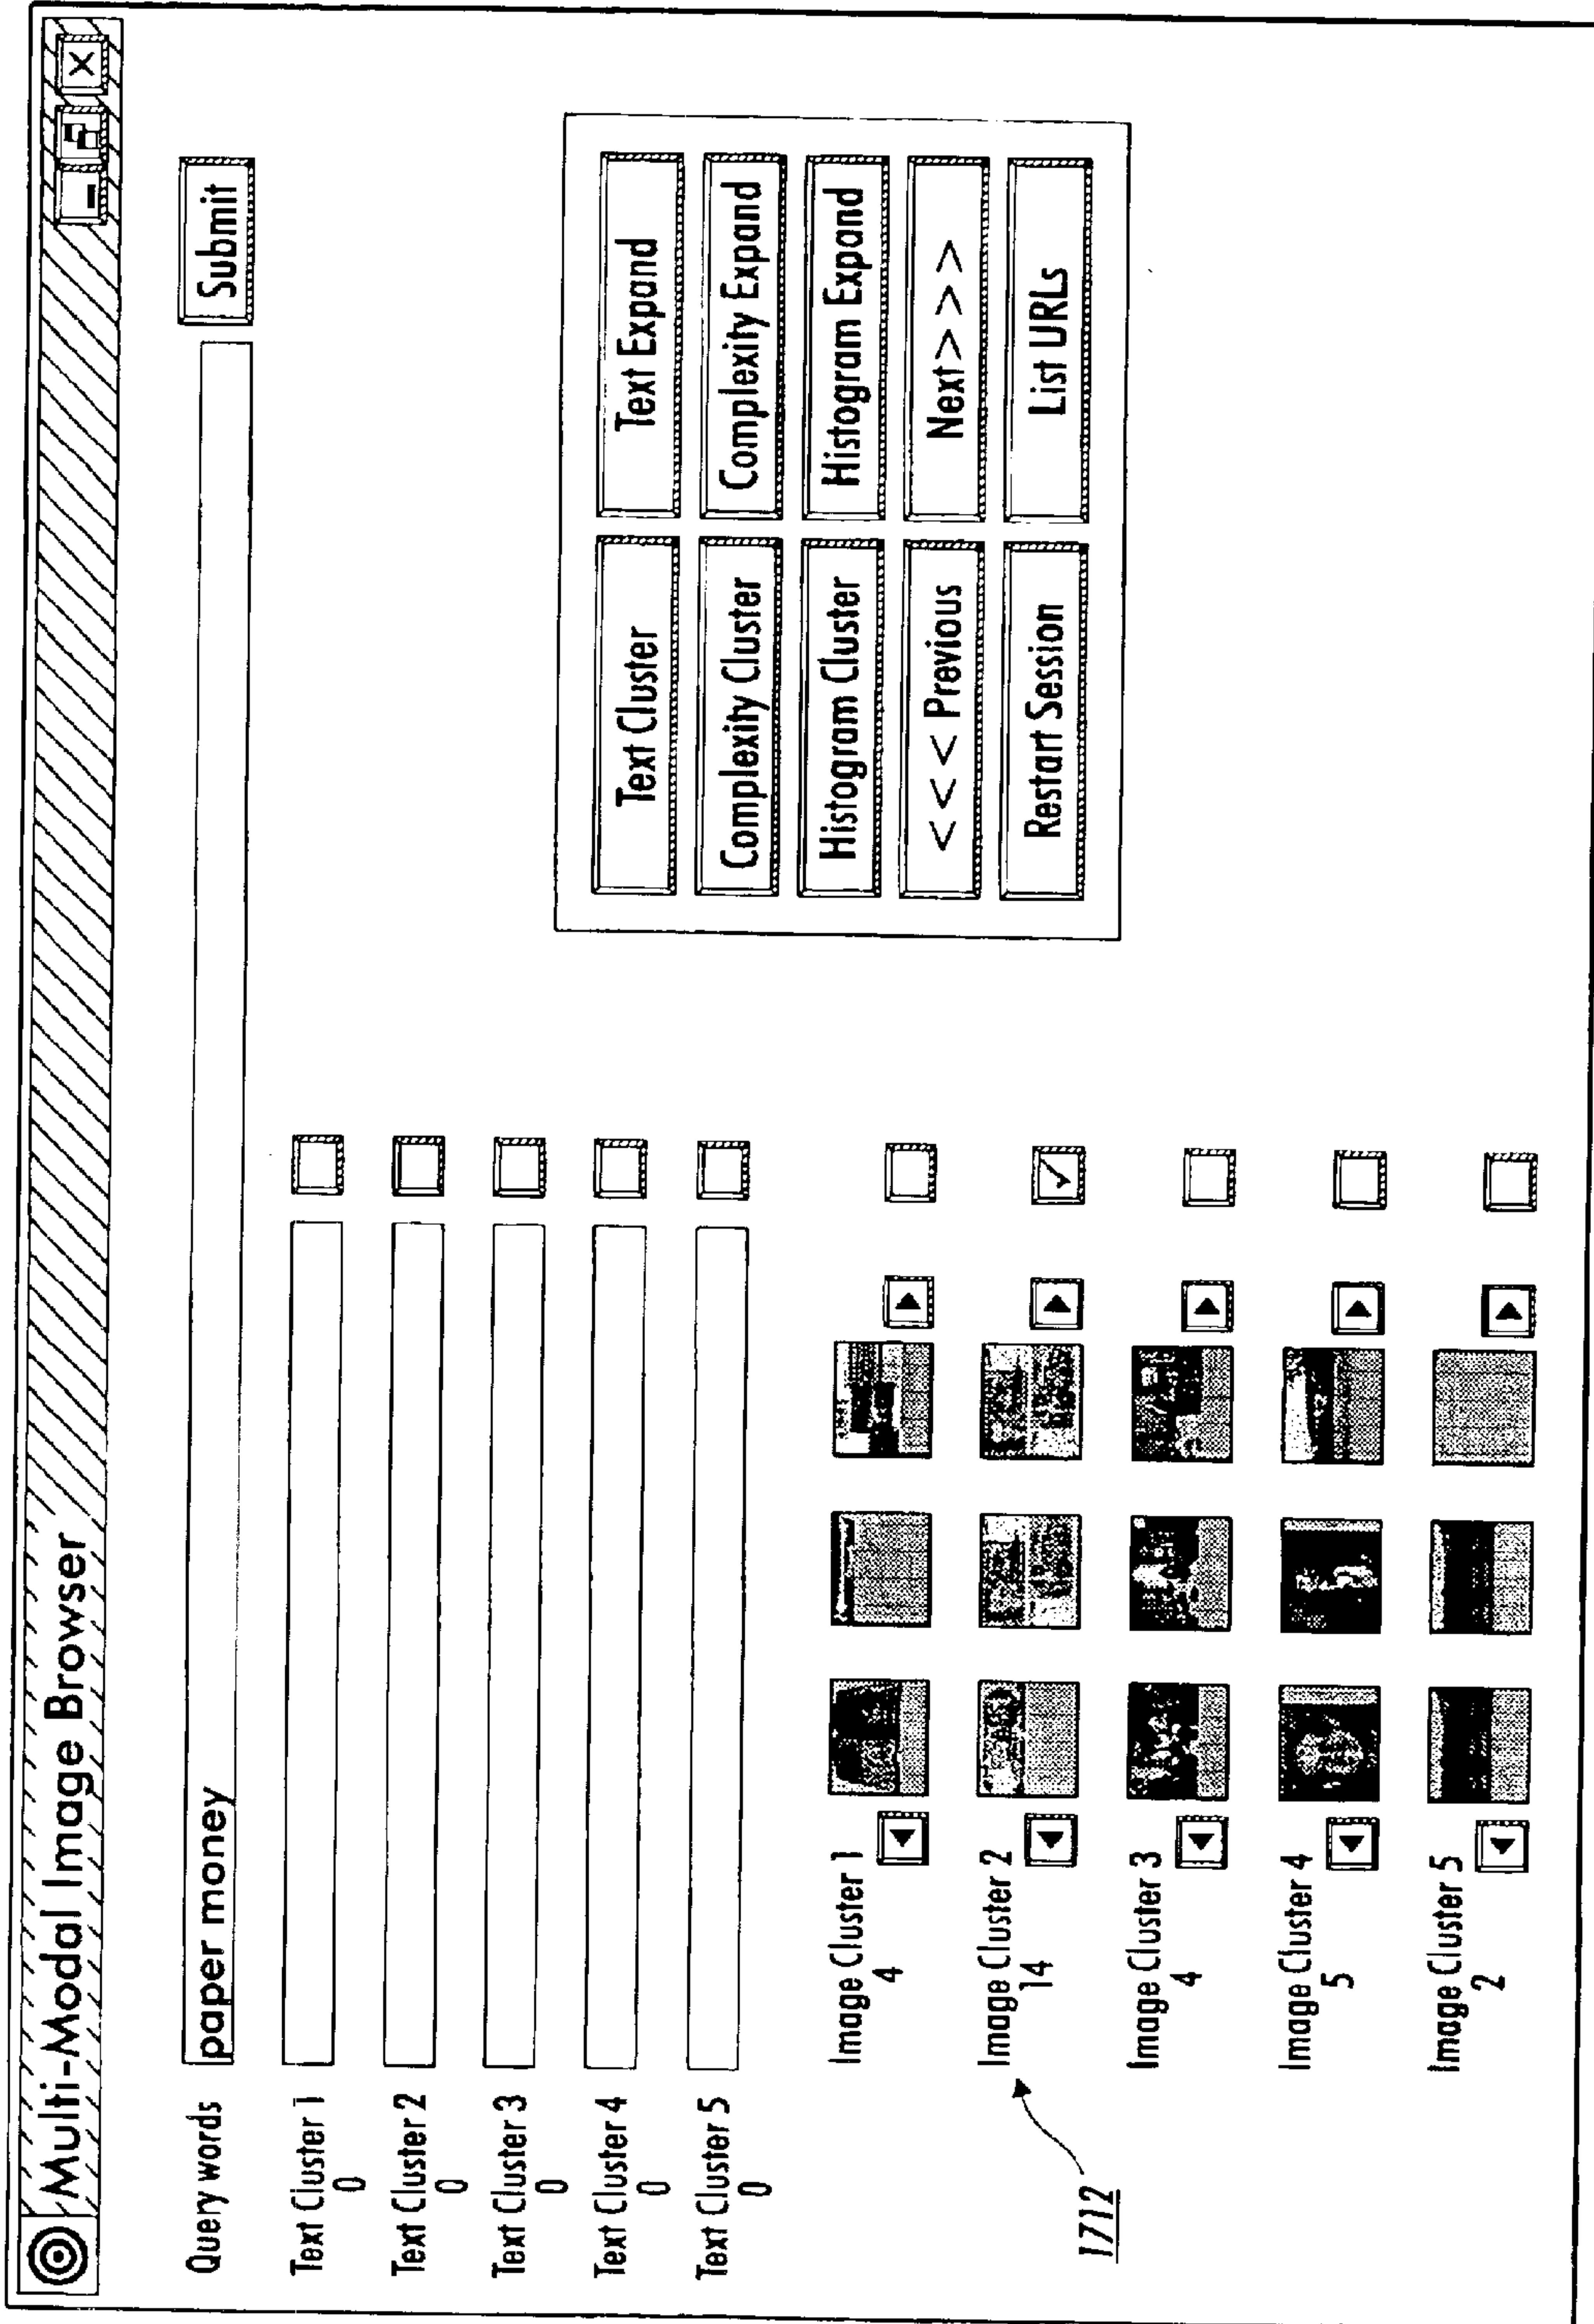 Multi-Modal Image Browser
Query words paper money Submit
Text Cluster 1
0
Text Cluster 2
0
Text Cluster 3
0
Text Cluster 4
0
Text Cluster 5
0
Text Cluster Text Expand
Complexity Cluster Complexity Expand
Histogram Cluster Histogram Expand
< < < Previous Next > > >
Restart Session List URLs
Image Cluster 1
4
Image Cluster 2
14
Image Cluster 3
4
Image Cluster 4
5
Image Cluster 5
2
1712